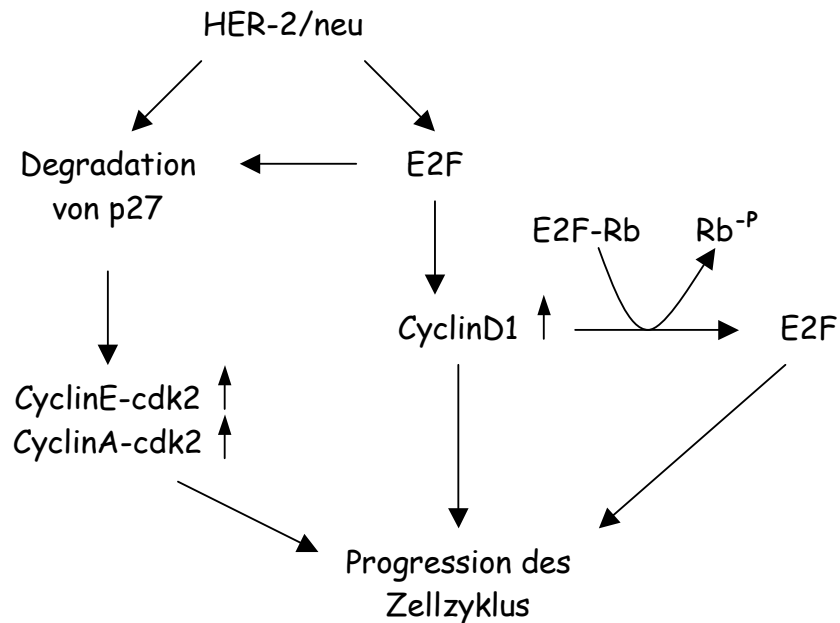 HER-2/neu
Degradation
von p27
E2F
E2F-Rb
Rb-P
CyclinD1
E2F
CyclinE-cdk2
CyclinA-cdk2
Progression des
Zellzyklus